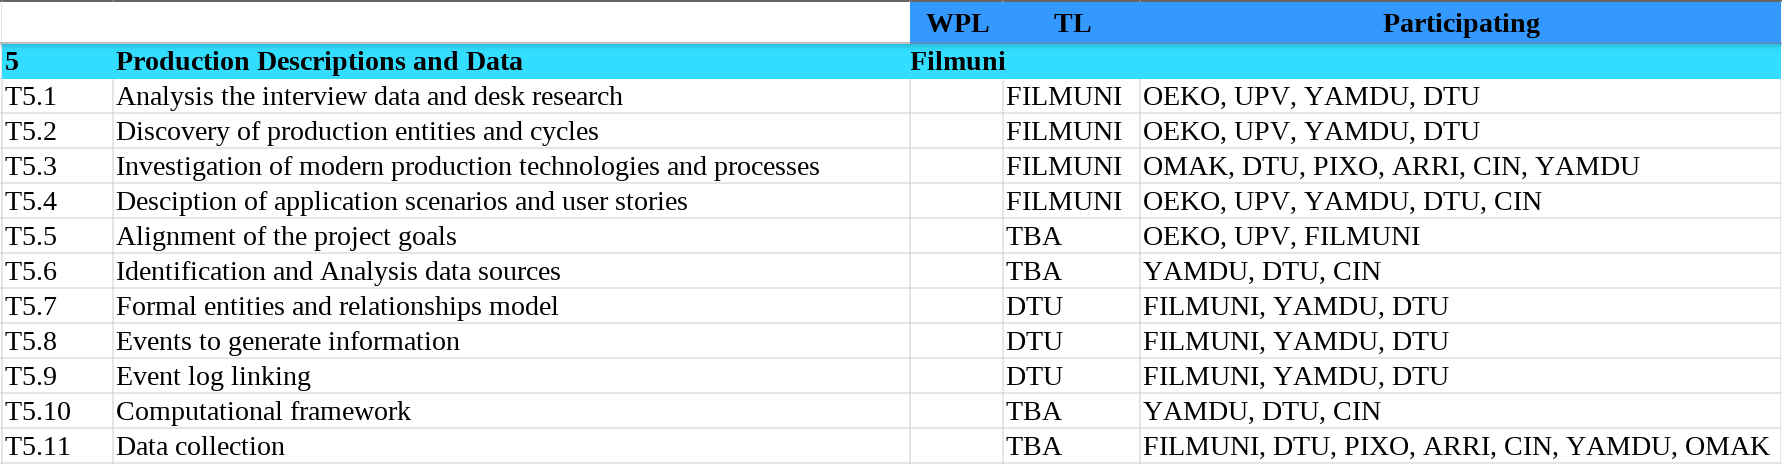 WPL TL Participating
5 Production Descriptions and Data Filmuni
T5.1 Analysis the interview data and desk research FILMUNI OEKO, UPV, YAMDU, DTU
T5.2 Discovery of production entities and cycles FILMUNI OEKO, UPV, YAMDU, DTU
T5.3 Investigation of modern production technologies and processes FILMUNI OMAK, DTU, PIXO, ARRI, CIN, YAMDU
T5.4 Desciption of application scenarios and user stories FILMUNI OEKO, UPV, YAMDU, DTU, CIN
T5.5 Alignment of the project goals TBA OEKO, UPV, FILMUNI
T5.6 Identification and Analysis data sources TBA YAMDU, DTU, CIN
T5.7 Formal entities and relationships model DTU FILMUNI, YAMDU, DTU
T5.8 Events to generate information DTU FILMUNI, YAMDU, DTU
T5.9 Event log linking DTU FILMUNI, YAMDU, DTU
T5.10 Computational framework TBA YAMDU, DTU, CIN
T5.11 Data collection TBA FILMUNI, DTU, PIXO, ARRI, CIN, YAMDU, OMAK